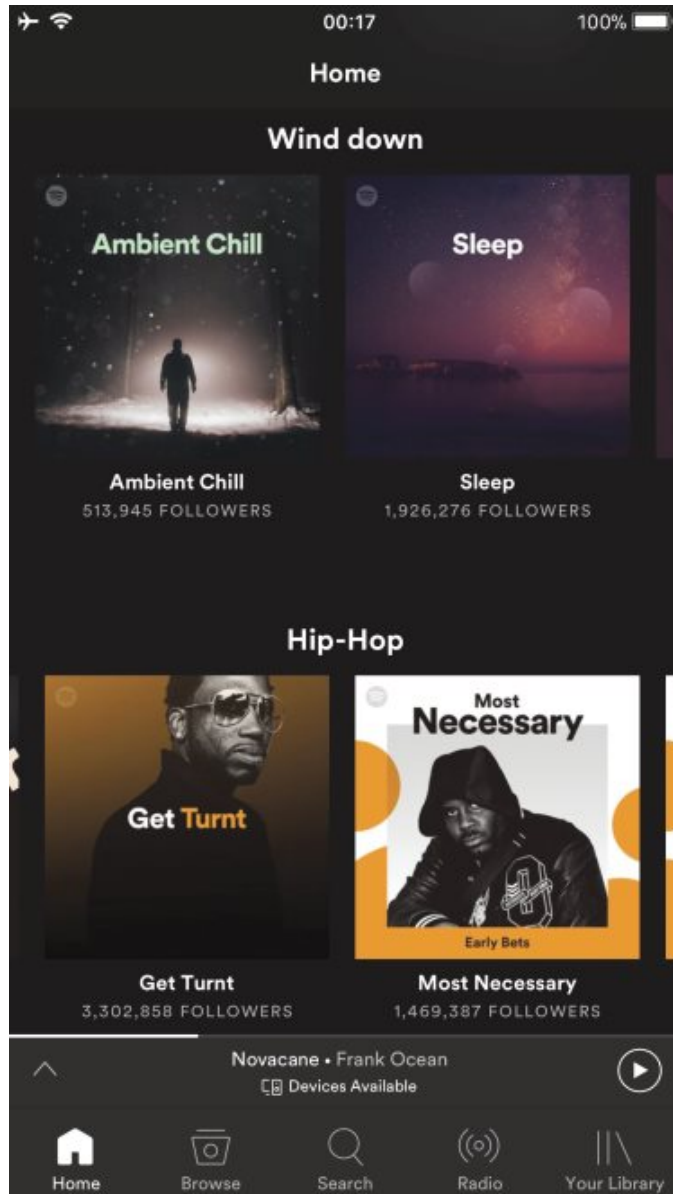 00:17
100%
Home
Wind down
Ambient Chill
Sleep
Ambient Chill
Sleep
513,945 FOLLOWERS
1,926,276 FOLLOWERS
Hip-Hop
Most
Necessary
Get Turnt
Early Bets
Get Turnt
Most Necessary
3,302,858 FOLLOWERS
1,469,387 FOLLOWERS
Novacane • Frank Ocean
Devices Available
Home
Browse
Search
Radio
Your Library